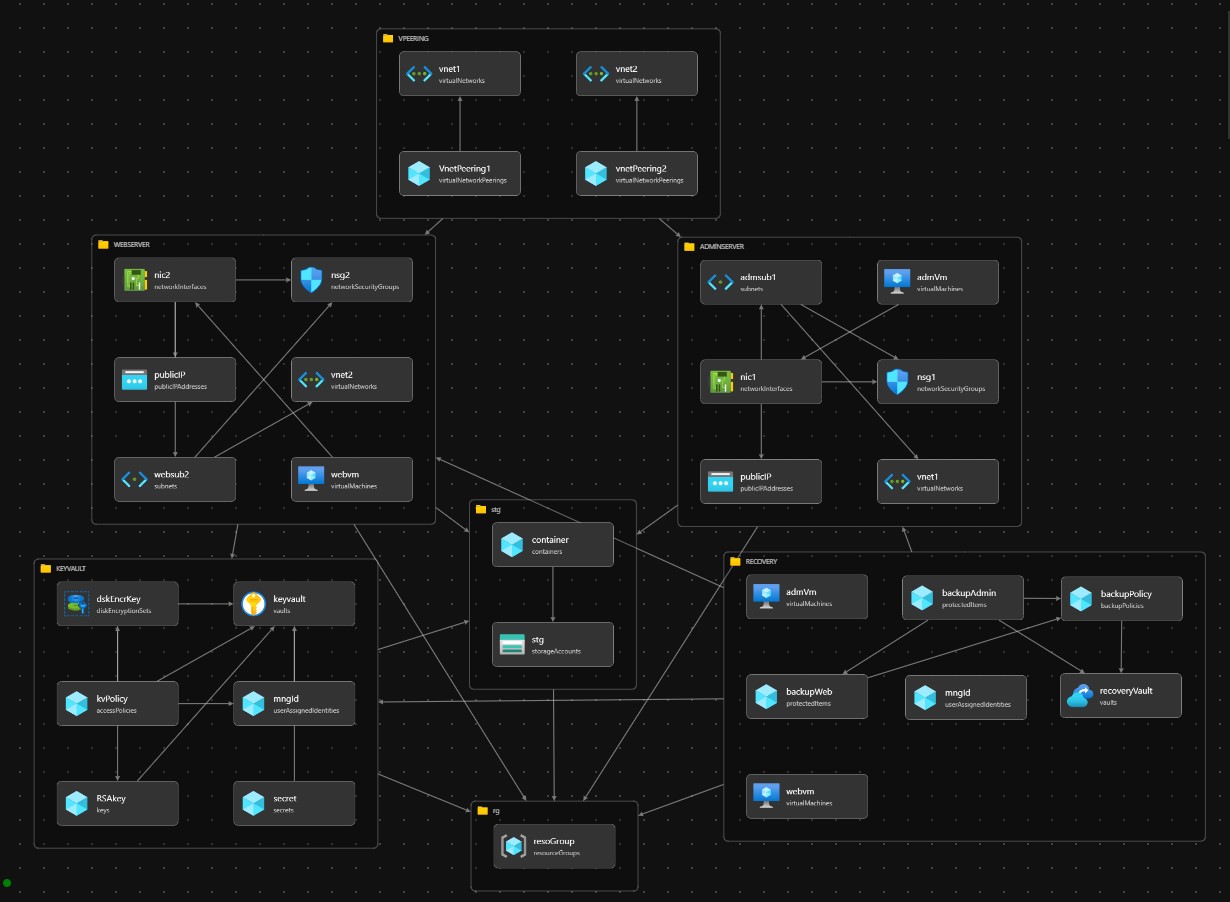 VPEERING
vnet1
virtualNetworks
vnet2
virtualNetworks
VnetPeering1
virtualNetworkPeerings
vnetPeering2
virtualNetworkPeerings
WEBSERVER
nic2
networkInterfaces
nsg2
networkSecurityGroups
publicIP
publicIPAddresses
vnet2
virtualNetworks
websub2
subnets
webvm
virtualMachines
ADMINSERVER
admsub1
subnets
admVm
virtualMachines
nic1
networkInterfaces
nsg1
networkSecurityGroups
publicIP
publicIPAddresses
vnet1
virtualNetworks
stg
container
containers
stg
storageAccounts
KEYVAULT
dskEncrKey
diskEncryptionSets
keyvault
vaults
kvPolicy
accessPolicies
mngId
userAssignedIdentities
RSAkey
keys
secret
secrets
RECOVERY
admVm
virtualMachines
backupAdmin
protectedItems
backupPolicy
backupPolicies
backupWeb
protectedItems
mngId
userAssignedIdentities
recoveryVault
vaults
webvm
virtualMachines
rg
resoGroup
resourceGroups